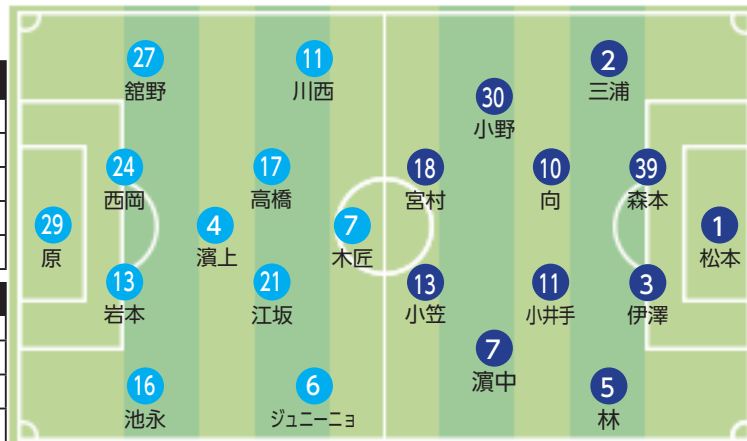 27
舘野
11
川西
24
西岡
17
高橋
29
原
4
濱上
7
木匠
13
岩本
21
江坂
16
池永
6
ジュニーニョ
2
三浦
30
小野
18
宮村
10
向
39
森本
1
松本
13
小笠
11
小井手
3
伊澤
7
濵中
5
林